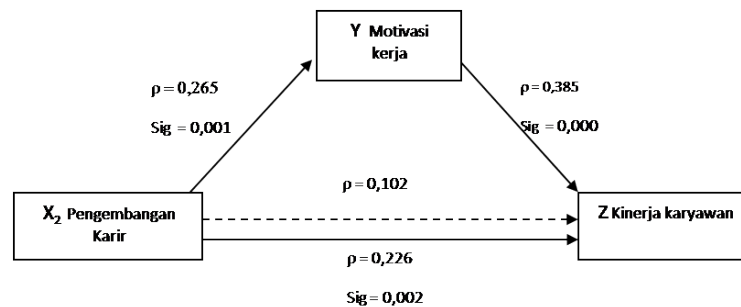 Y Motivasi
kerja
ρ = 0,265
Sig = 0,001
ρ = 0,385
Sig = 0,000
X₂ Pengembangan
Karir
ρ = 0,102
Z Kinerja karyawan
ρ = 0,226
Sig = 0,002